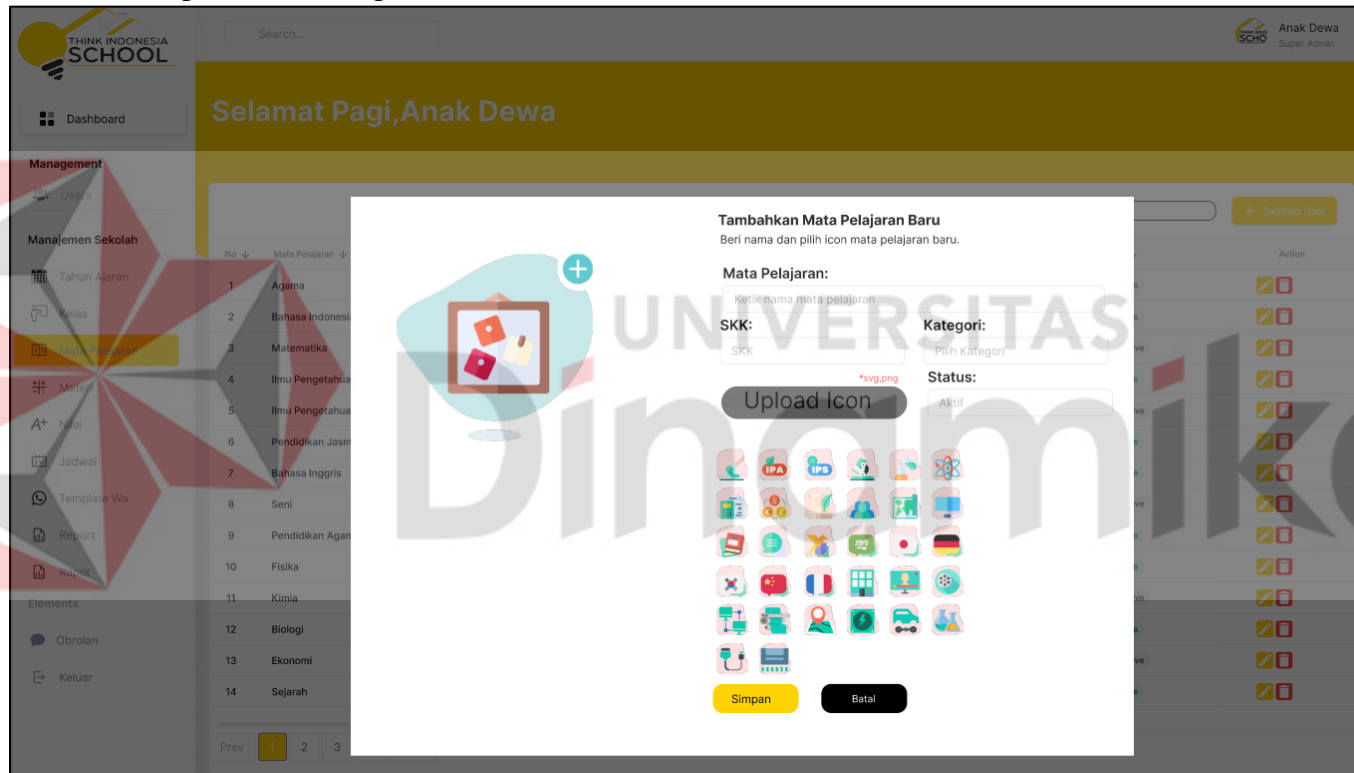 THINK INDONESIA
SCHOOL
Search...
Anak Dewa
Super Admin
Dashboard
Selamat Pagi,Anak Dewa
Management
Users
Manajemen Sekolah
Tahun Ajaran
Kelas
Mata Pelajaran
Materi
Nilai
Jadwal
Template Wa
Report
Rapot
Elements
Obrolan
Keluar
+ Tambah User
No
Mata Pelajaran
Action
1 Agama
2 Bahasa Indonesia
3 Matematika
4 Ilmu Pengetahua
5 Ilmu Pengetahua
6 Pendidikan Jasm
7 Bahasa Inggris
8 Seni
9 Pendidikan Agam
10 Fisika
11 Kimia
12 Biologi
13 Ekonomi
14 Sejarah
Prev 1 2 3
Tambahkan Mata Pelajaran Baru
Beri nama dan pilih icon mata pelajaran baru.
Mata Pelajaran:
Ketik nama mata pelajaran
SKK:
Kategori:
SKK
Pilih Kategori
*svg,png
Status:
Upload Icon
Aktif
IPA
IPS
Simpan
Batal
UNIVERSITAS
Dinamika